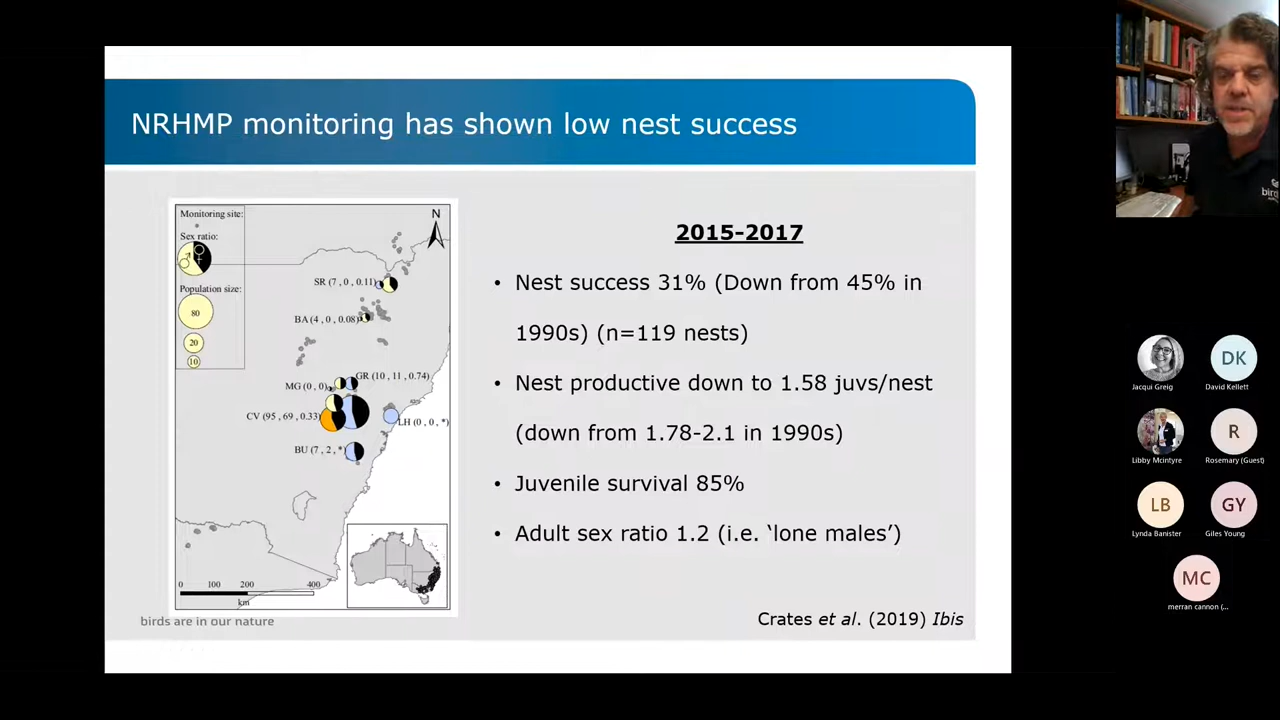 NRHMP monitoring has shown low nest success
N
Monitoring site:
Sex ratio:
♂ ♀
Population size:
80
20
10
SR (7 , 0 , 0.11)
BA (4 , 0 , 0.08)
GR (10 , 11 , 0.74)
MG (0 , 0)
CV (95 , 69 , 0.33)
LH (0 , 0 , *)
BU (7 , 2 , *)
0 100 200 400
km
birds are in our nature
2015-2017
• Nest success 31% (Down from 45% in
1990s) (n=119 nests)
• Nest productive down to 1.58 juvs/nest
(down from 1.78-2.1 in 1990s)
• Juvenile survival 85%
• Adult sex ratio 1.2 (i.e. ‘lone males’)
Crates et al. (2019) Ibis
bird
Jacqui Greig
DK
David Kellett
Libby Mcintyre
R
Rosemary (Guest)
LB
Lynda Banister
GY
Giles Young
MC
merran cannon (...